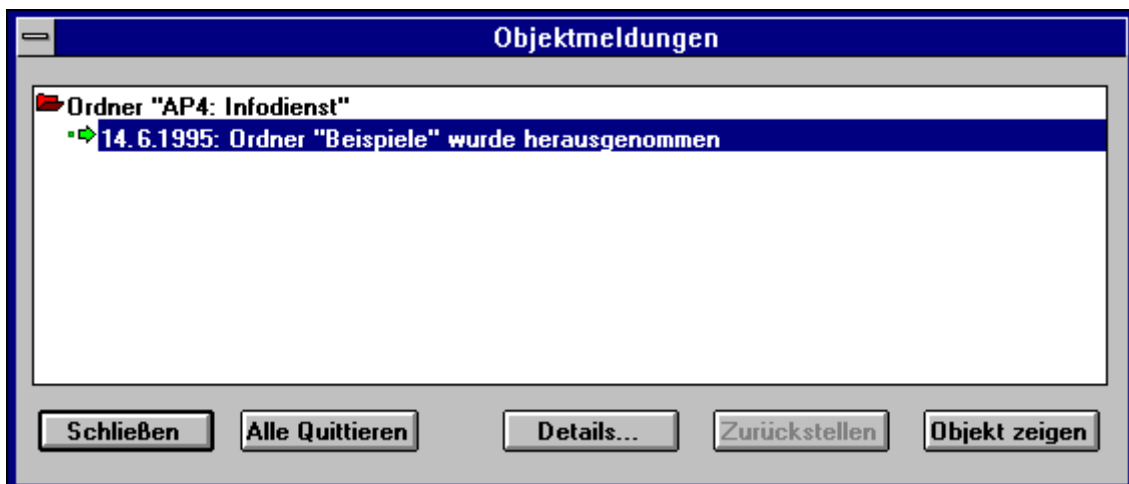 Objektmeldungen
Ordner "AP4: Infodienst"
14.6.1995: Ordner "Beispiele" wurde herausgenommen
Schließen Alle Quittieren Details... Zurückstellen Objekt zeigen